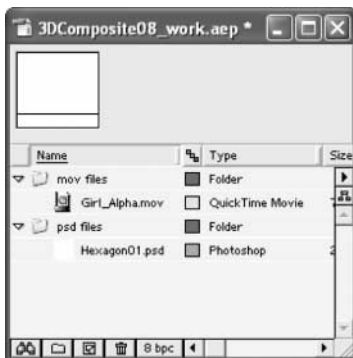 3DComposite08_work.aep *
Name Type Size
mov files Folder
Girl_Alpha.mov QuickTime Movie
psd files Folder
Hexagon01.psd Photoshop 2
8 bpc